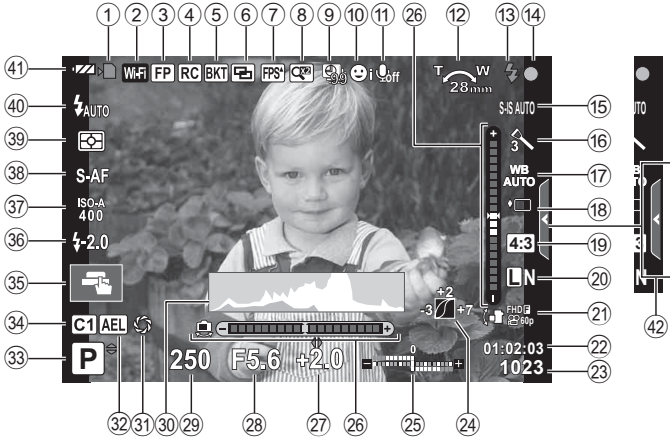 ① ② ③ ④ ⑤ ⑥ ⑦ ⑧ ⑨ ⑩ ⑪ ㉖ ⑫ ⑬ ⑭
㊶ Wi-Fi FP RC BKT FPS -99 i off T W 28mm
㊵ AUTO S-IS AUTO ⑮
㊴ + 3 ⑯
㊳ S-AF WB AUTO ⑰
㊲ ISO-A 400 ⑱
㊱ -2.0 4:3 ⑲
㉟ L N ⑳
㉚ +2 -3 +7 FHD F 60p ㉑ ㊷
㉞ C1 AEL - + 01:02:03 ㉒
㉝ P 250 F5.6 +2.0 0 1023 ㉓
㉜ ㉛ ㉚ ㉙ ㉘ ㉗ ㉖ ㉕ ㉔